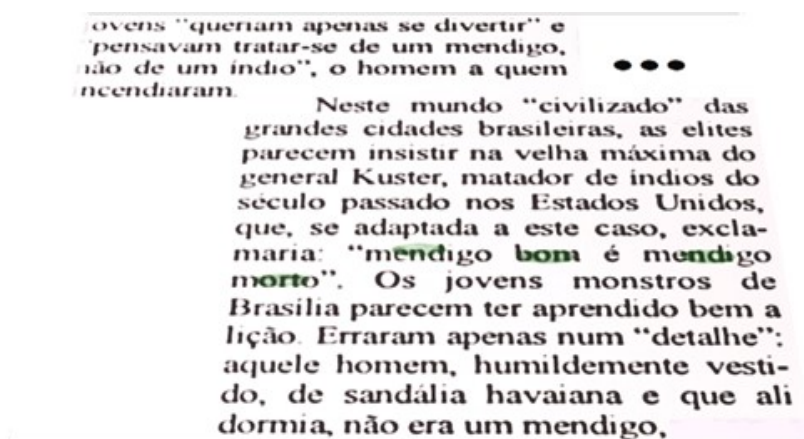 ovens "queriam apenas se divertir" e
"pensavam tratar-se de um mendigo,
não de um índio", o homem a quem
ncendiaram.
Neste mundo "civilizado" das
grandes cidades brasileiras, as elites
parecem insistir na velha máxima do
general Kuster, matador de índios do
século passado nos Estados Unidos,
que, se adaptada a este caso, excla-
maria: "mendigo bom é mendigo
morto". Os jovens monstros de
Brasília parecem ter aprendido bem a
lição. Erraram apenas num "detalhe":
aquele homem, humildemente vesti-
do, de sandália havaiana e que ali
dormia, não era um mendigo,